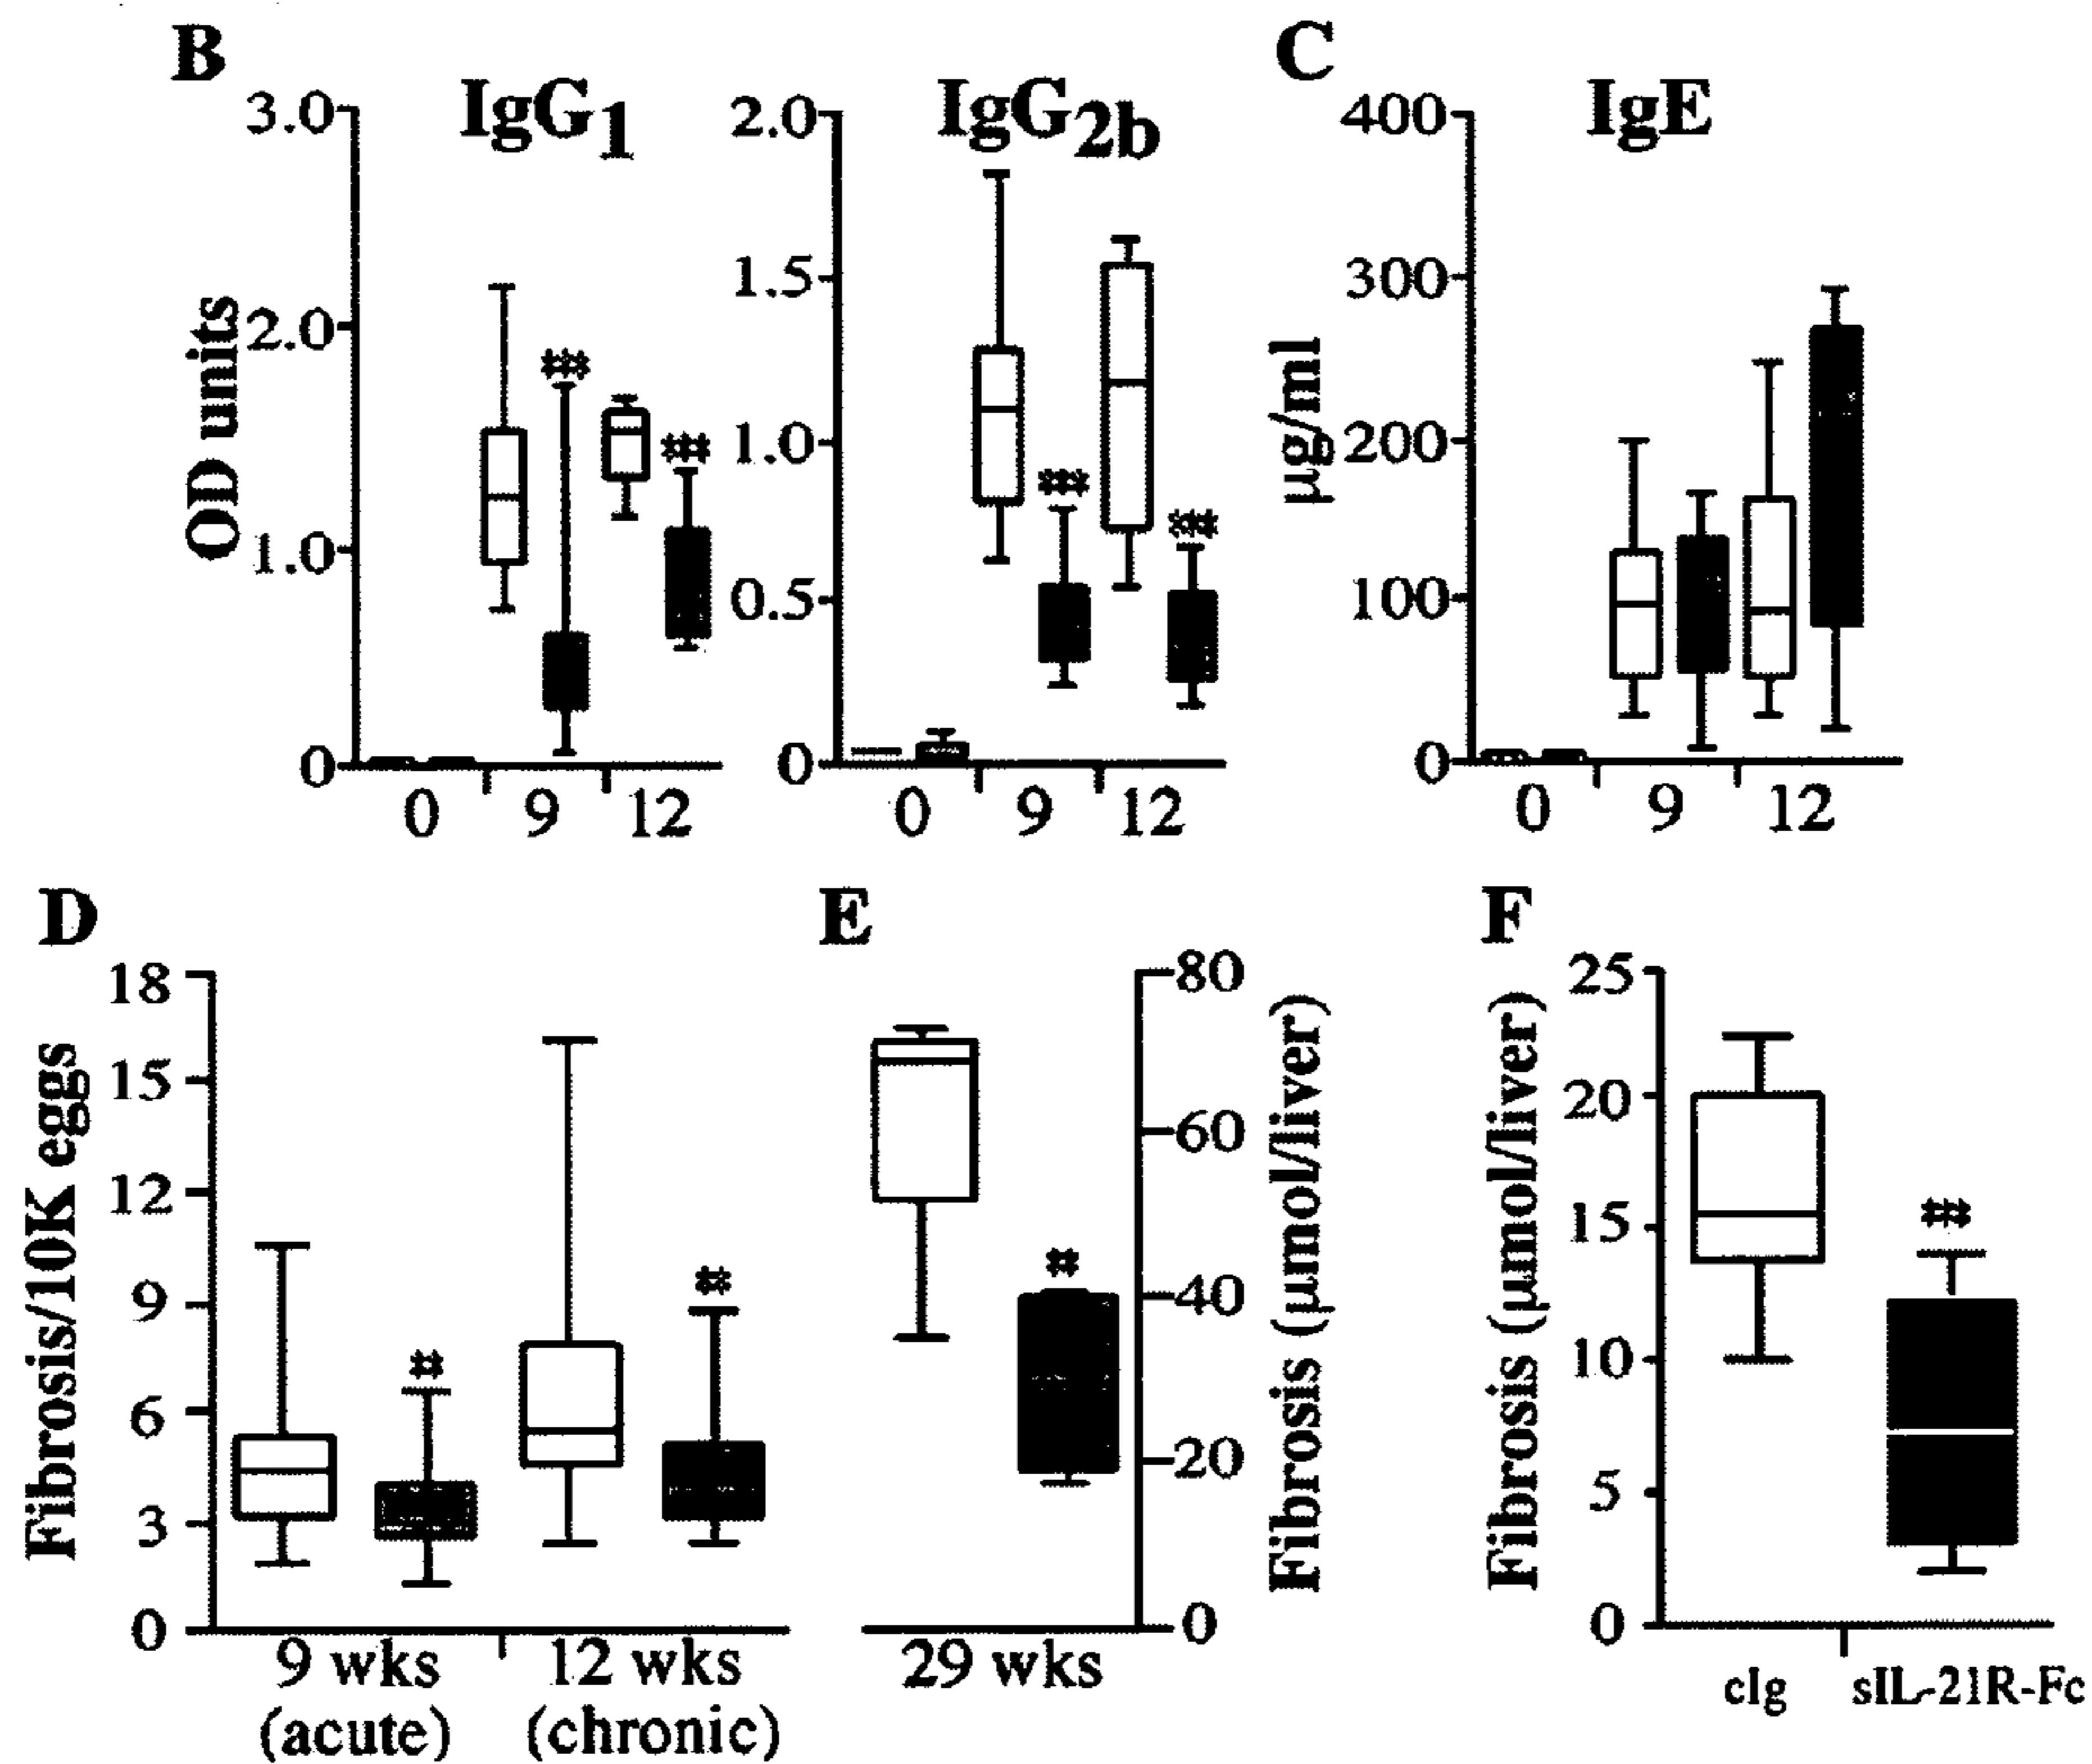 B
IgG1
3.0
2.0
1.0
0
OD units
0 9 12
IgG2b
2.0
1.5
1.0
0.5
0
0 9 12
C
IgE
400
300
200
100
0
µg/ml
0 9 12
##
##
##
##
D
18
15
12
9
6
3
0
Fibrosis/10K eggs
#
#
9 wks
(acute)
12 wks
(chronic)
E
80
60
40
20
0
Fibrosis (µmol/liver)
#
29 wks
F
25
20
15
10
5
0
Fibrosis (µmol/liver)
##
cIg
sIL-21R-Fc